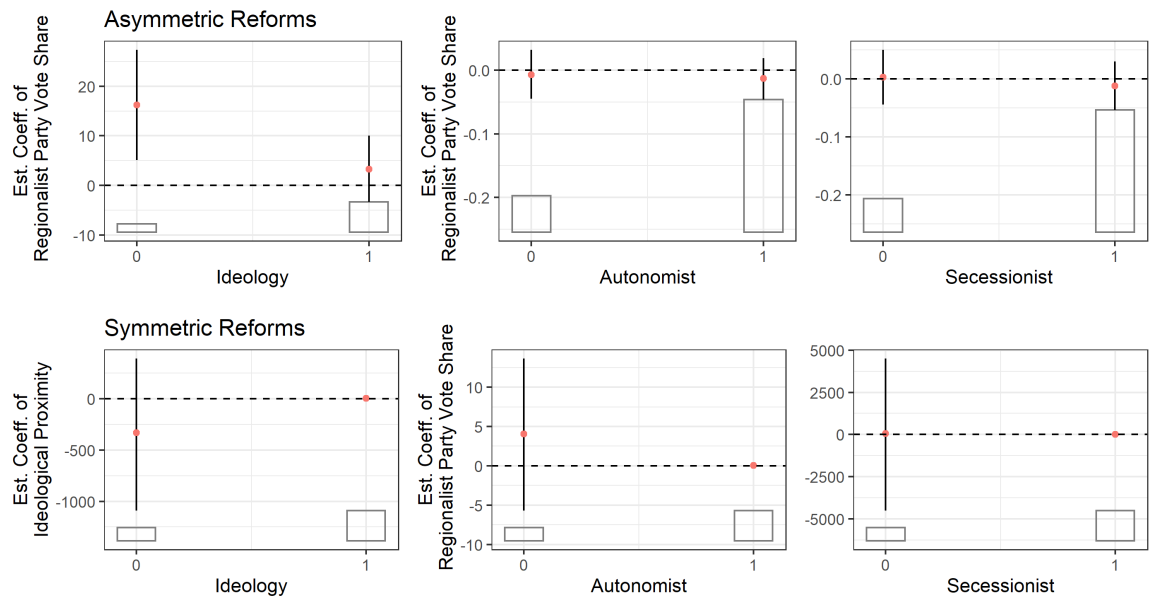 Asymmetric Reforms
Est. Coeff. of
Regionalist Party Vote Share
20
10
0
-10
0
1
Ideology
Est. Coeff. of
Regionalist Party Vote Share
0.0
-0.1
-0.2
0
1
Autonomist
0.0
-0.1
-0.2
0
1
Secessionist
Symmetric Reforms
Est. Coeff. of
Ideological Proximity
0
-500
-1000
0
1
Ideology
Est. Coeff. of
Regionalist Party Vote Share
10
5
0
-5
-10
0
1
Autonomist
5000
2500
0
-2500
-5000
0
1
Secessionist